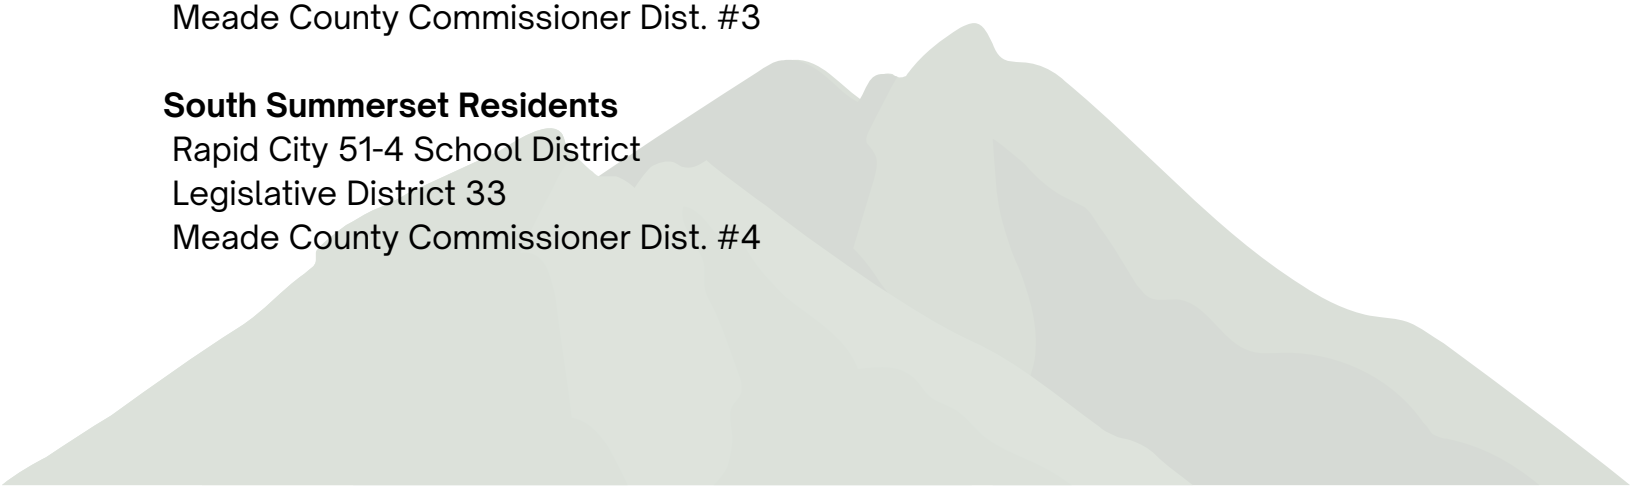 Meade County Commissioner Dist. #3
South Summerset Residents
Rapid City 51-4 School District
Legislative District 33
Meade County Commissioner Dist. #4